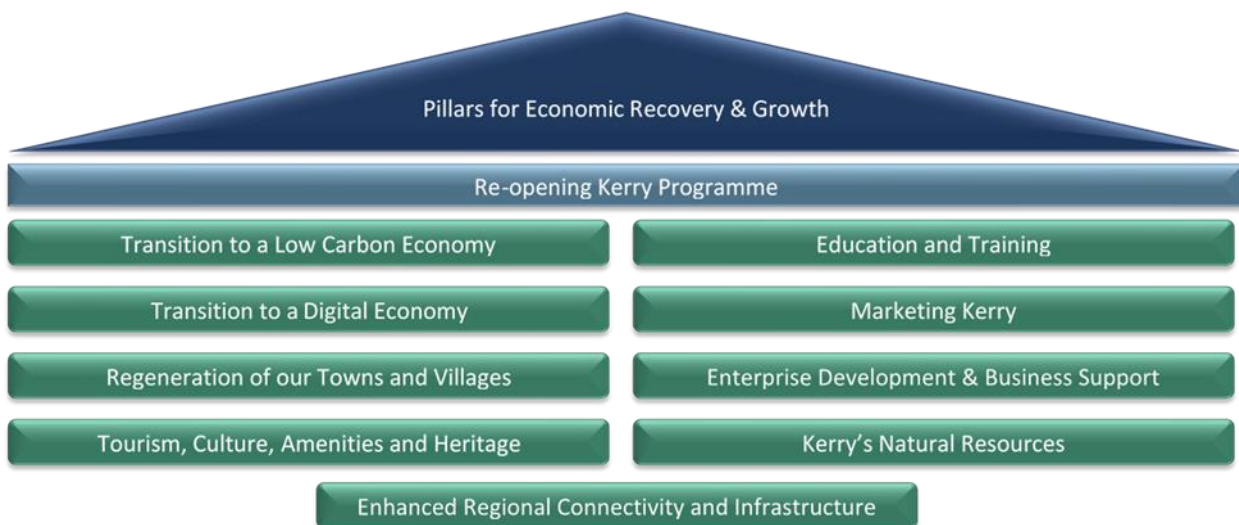 Pillars for Economic Recovery & Growth
Re-opening Kerry Programme
Transition to a Low Carbon Economy
Education and Training
Transition to a Digital Economy
Marketing Kerry
Regeneration of our Towns and Villages
Enterprise Development & Business Support
Tourism, Culture, Amenities and Heritage
Kerry’s Natural Resources
Enhanced Regional Connectivity and Infrastructure